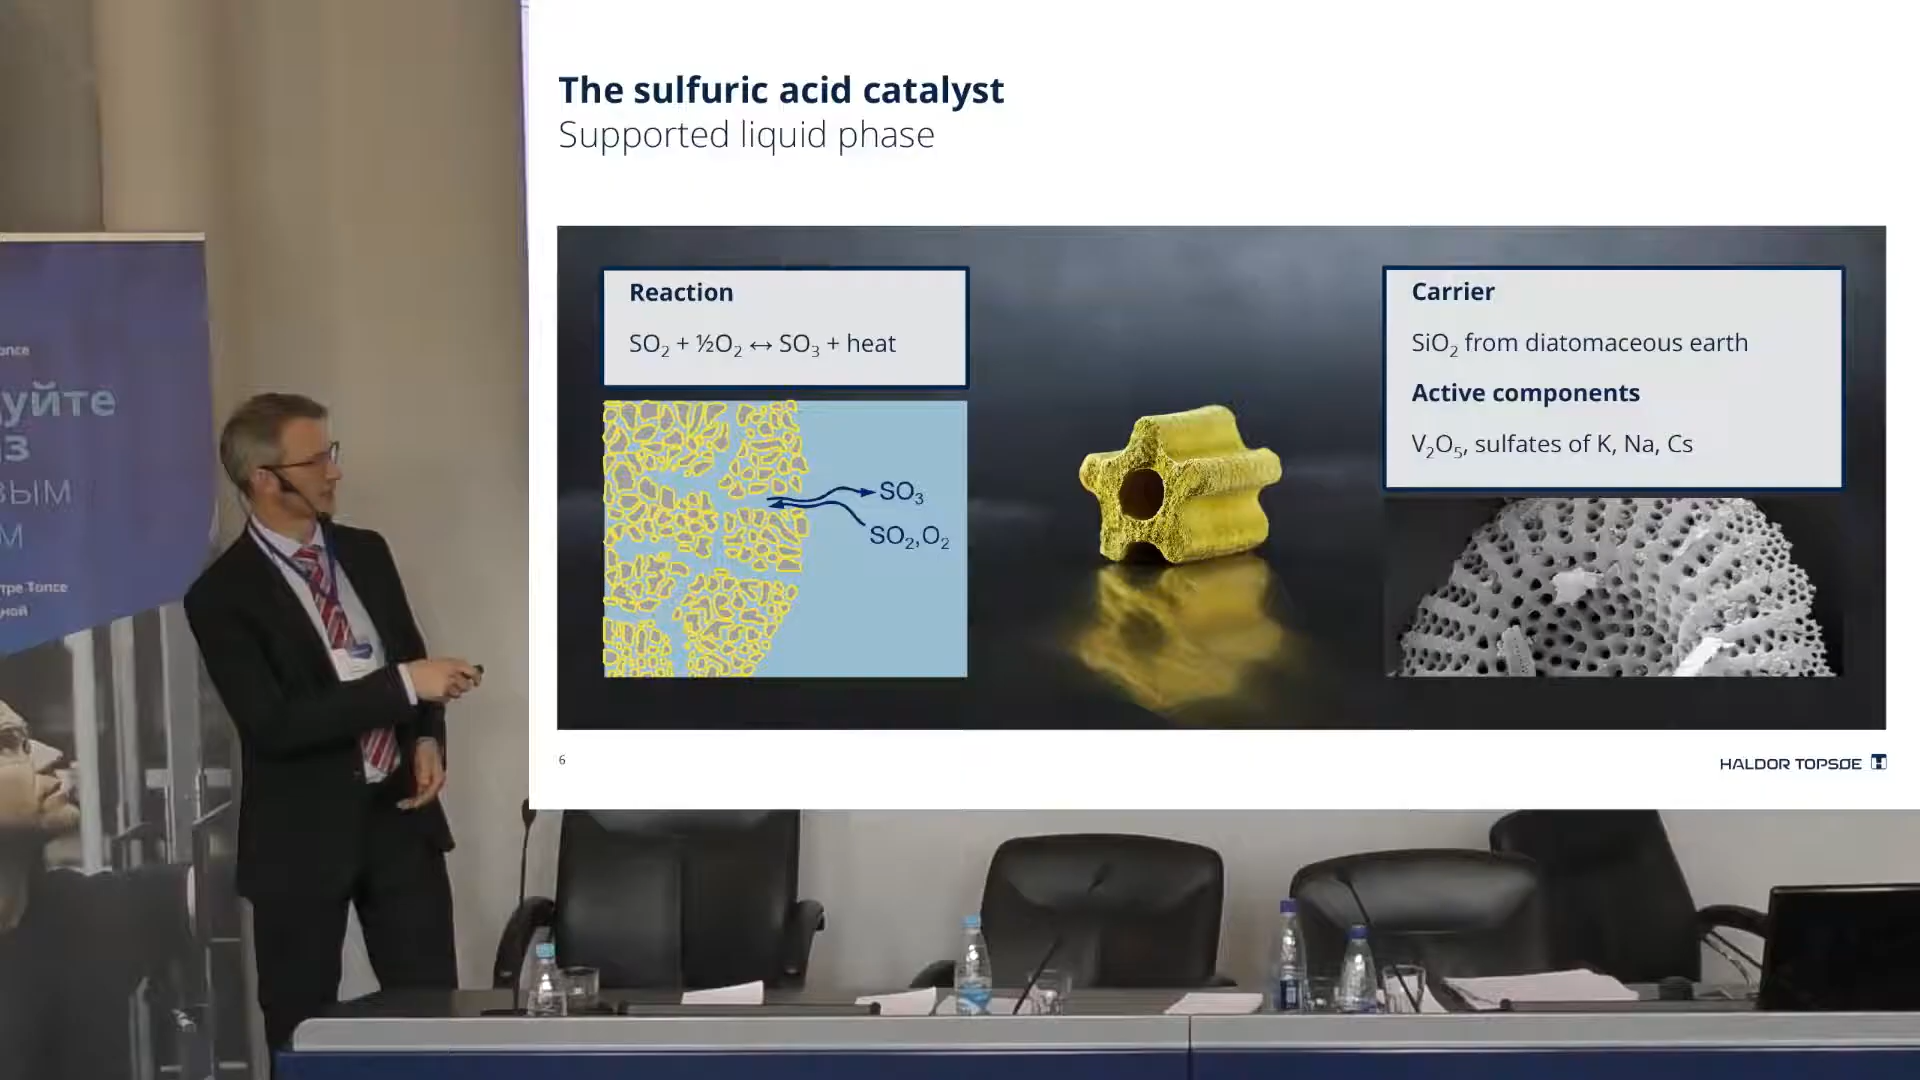 The sulfuric acid catalyst
Supported liquid phase
Reaction
SO₂ + ½O₂ ↔ SO₃ + heat
SO₃
SO₂,O₂
Carrier
SiO₂ from diatomaceous earth
Active components
V₂O₅, sulfates of K, Na, Cs
6
HALDOR TOPSØE
уйте